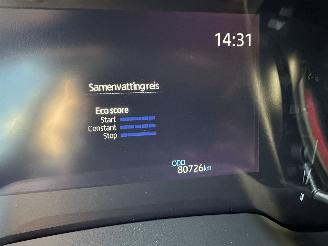 14:31
Samenvatting reis
Eco score
Start
Constant
Stop
ODO
80726 km